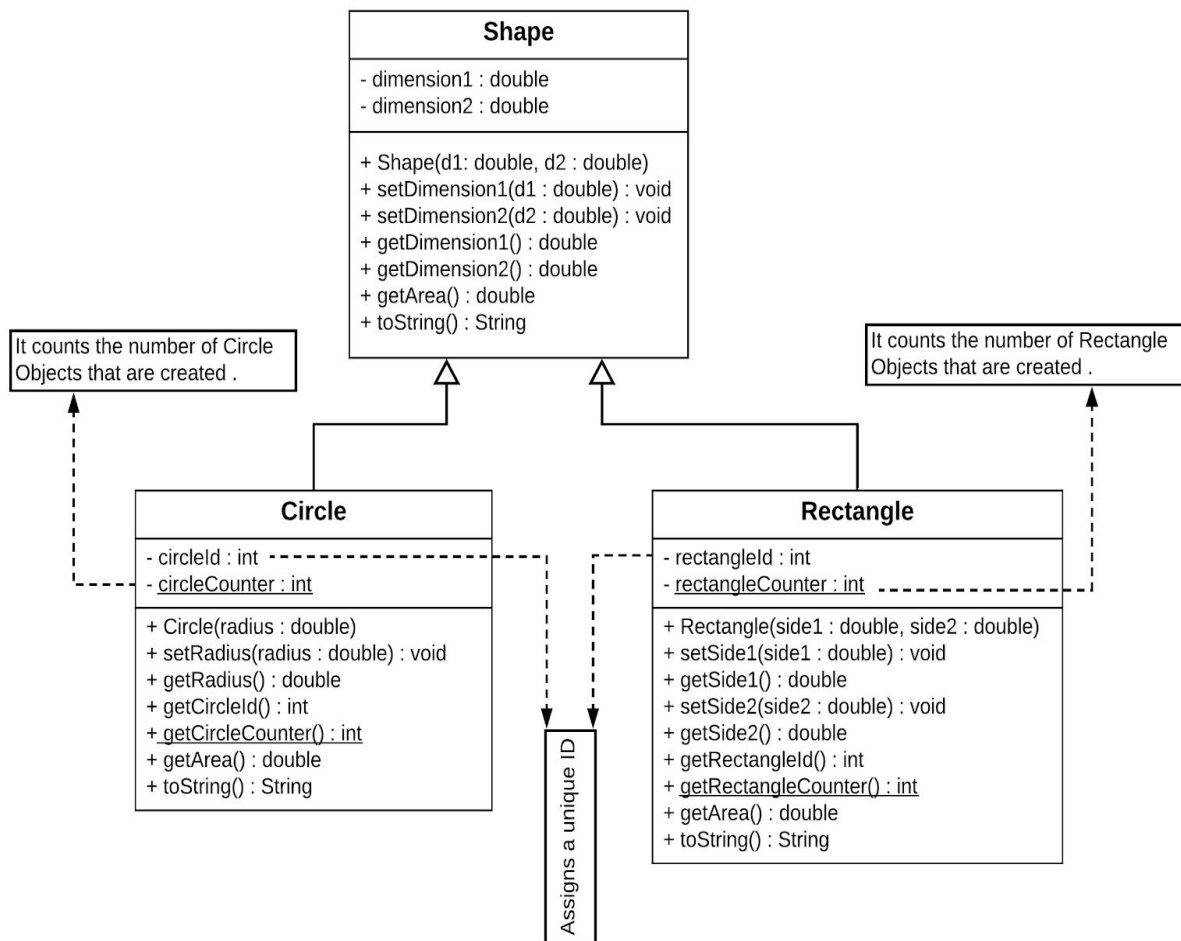 Shape
- dimension1 : double
- dimension2 : double
+ Shape(d1: double, d2 : double)
+ setDimension1(d1 : double) : void
+ setDimension2(d2 : double) : void
+ getDimension1() : double
+ getDimension2() : double
+ getArea() : double
+ toString() : String
It counts the number of Circle
Objects that are created .
It counts the number of Rectangle
Objects that are created .
Circle
- circleId : int
- circleCounter : int
+ Circle(radius : double)
+ setRadius(radius : double) : void
+ getRadius() : double
+ getCircleId() : int
+ getCircleCounter() : int
+ getArea() : double
+ toString() : String
Rectangle
- rectangleId : int
- rectangleCounter : int
+ Rectangle(side1 : double, side2 : double)
+ setSide1(side1 : double) : void
+ getSide1() : double
+ setSide2(side2 : double) : void
+ getSide2() : double
+ getRectangleId() : int
+ getRectangleCounter() : int
+ getArea() : double
+ toString() : String
Assigns a unique ID